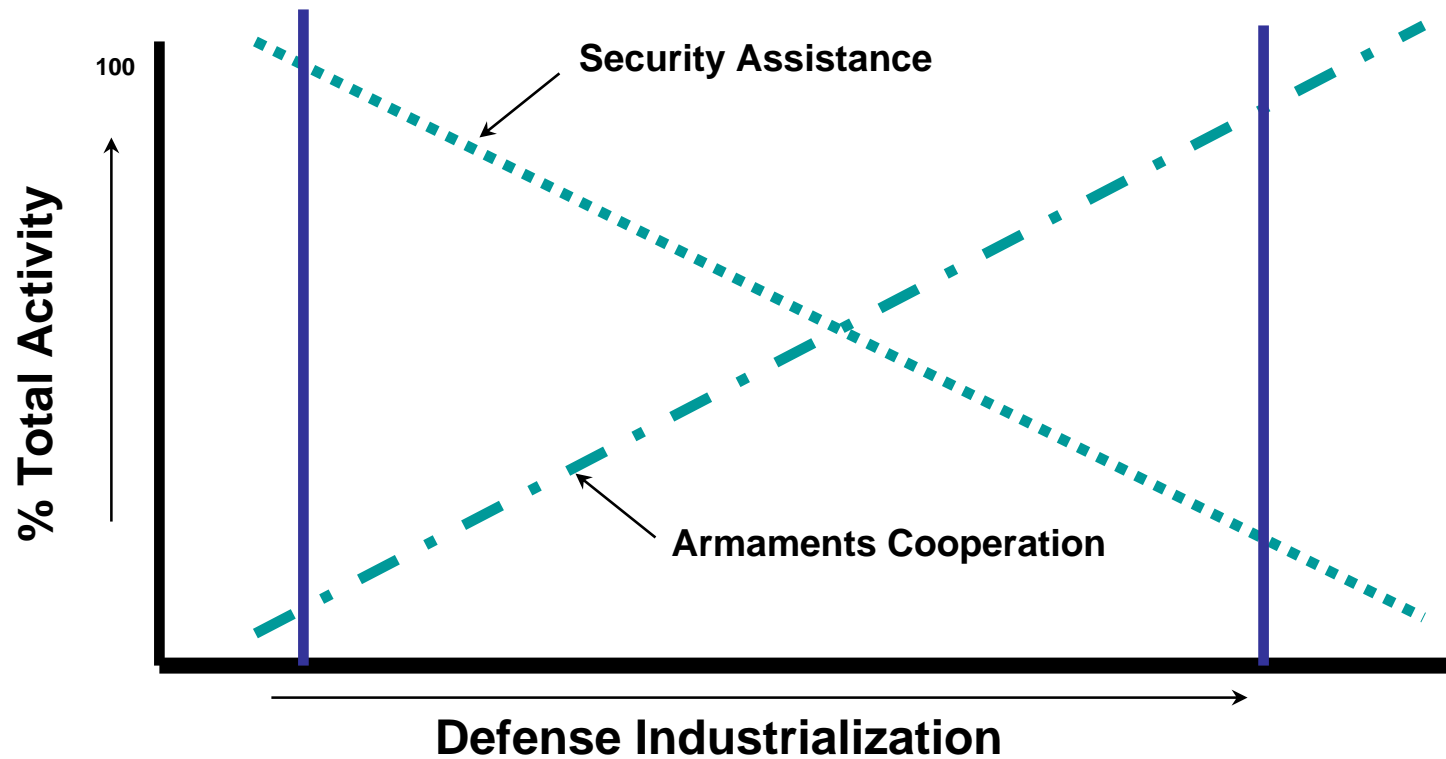 Security Assistance
100
% Total Activity
Armaments Cooperation
Defense Industrialization